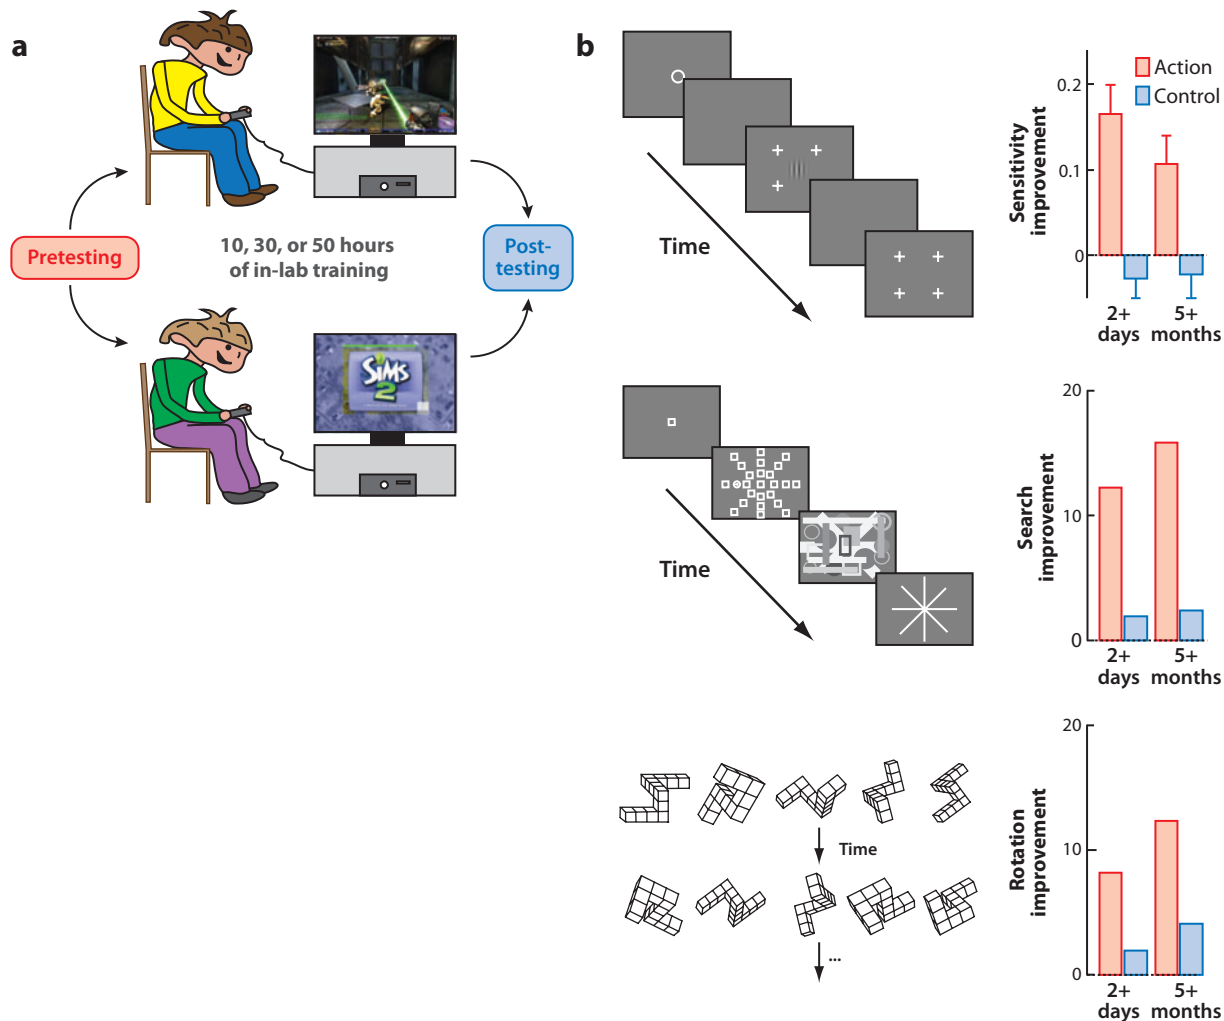 a
Pretesting
10, 30, or 50 hours
of in-lab training
Post-
testing
SiMS
2
b
Time
Sensitivity
improvement
0.2
0.1
0
Action
Control
2+
days
5+
months
Time
Search
improvement
20
10
0
2+
days
5+
months
Time
...
Rotation
improvement
20
10
0
2+
days
5+
months